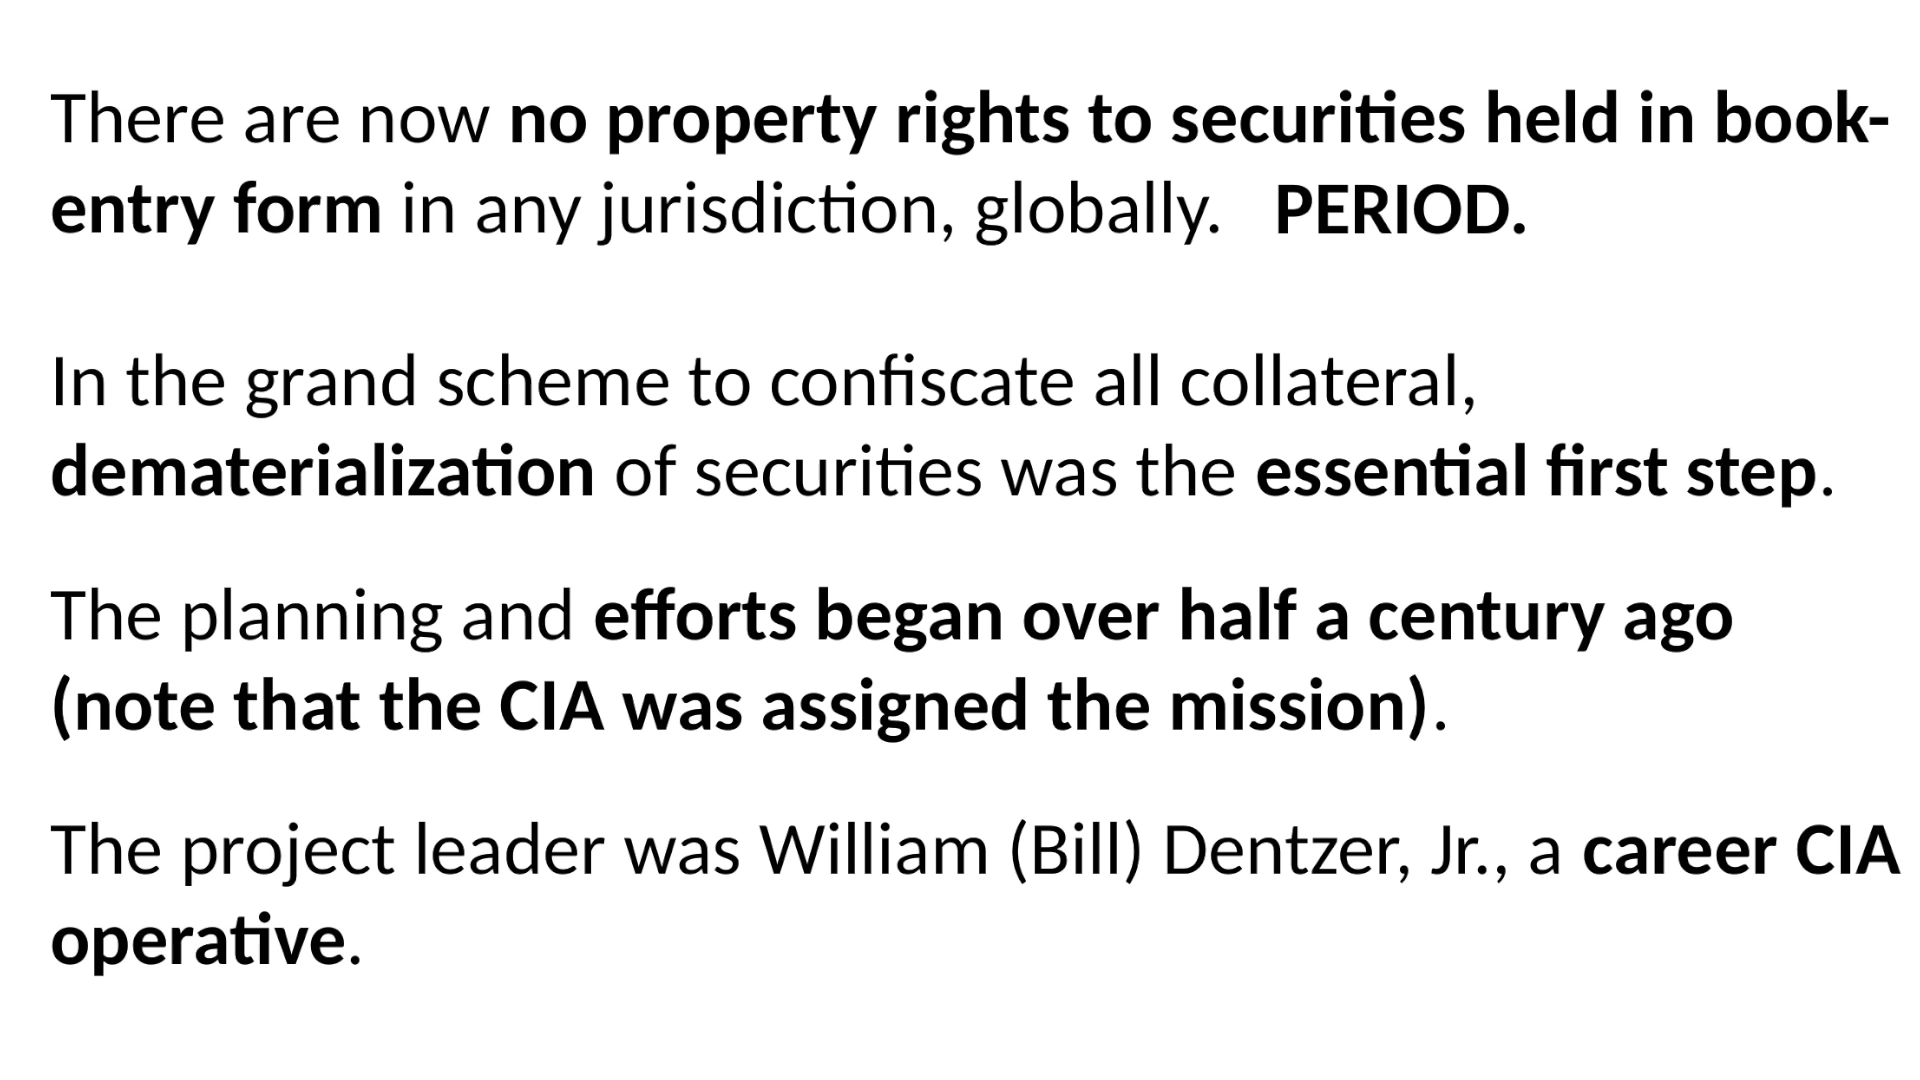 There are now no property rights to securities held in book-
entry form in any jurisdiction, globally.   PERIOD.
In the grand scheme to confiscate all collateral,
dematerialization of securities was the essential first step.
The planning and efforts began over half a century ago
(note that the CIA was assigned the mission).
The project leader was William (Bill) Dentzer, Jr., a career CIA
operative.